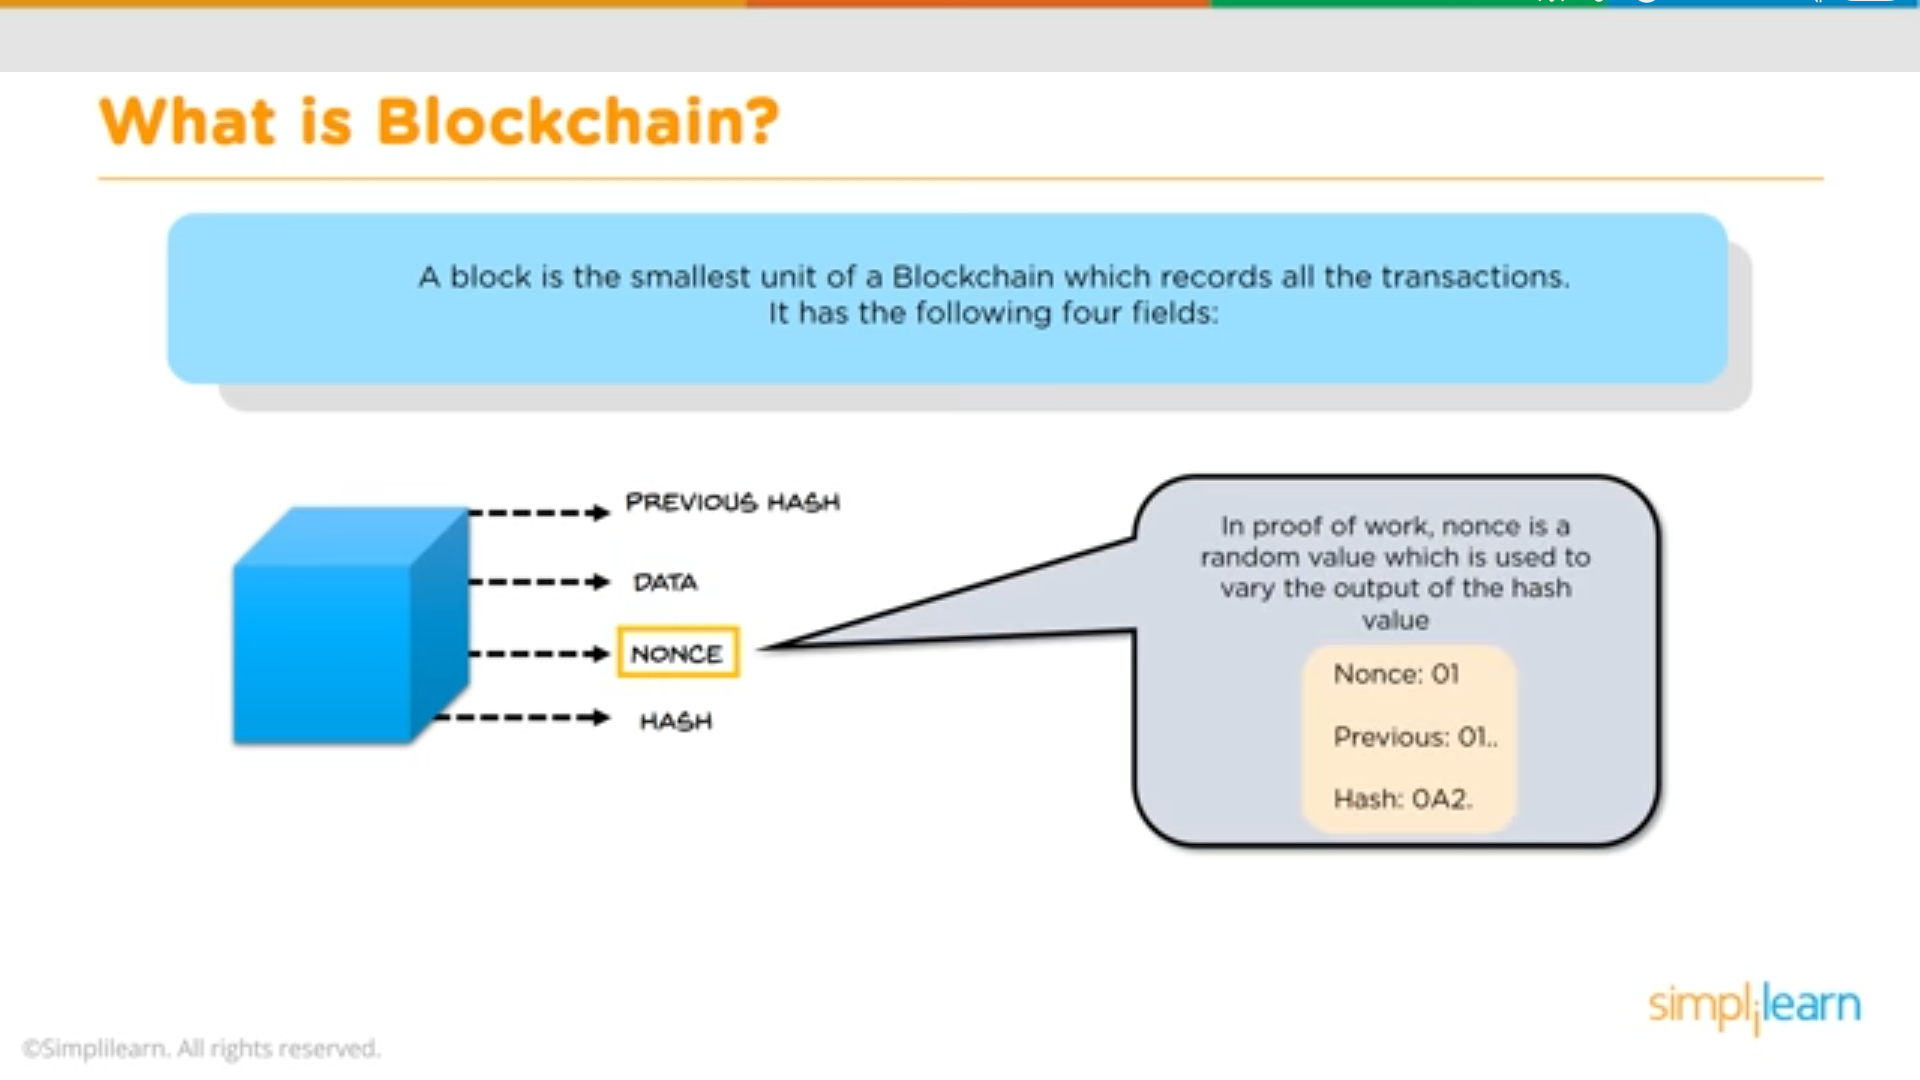 What is Blockchain?
A block is the smallest unit of a Blockchain which records all the transactions.
It has the following four fields:
PREVIOUS HASH
DATA
NONCE
HASH
In proof of work, nonce is a
random value which is used to
vary the output of the hash
value
Nonce: 01
Previous: 01..
Hash: 0A2.
simplilearn
©Simplilearn. All rights reserved.